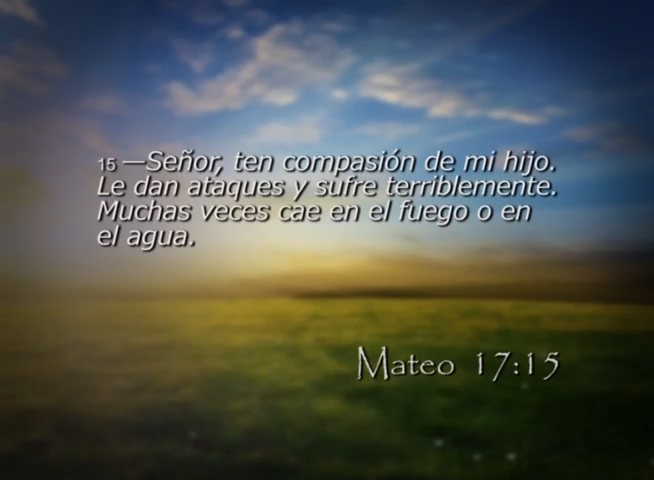 15 —Señor, ten compasión de mi hijo.
Le dan ataques y sufre terriblemente.
Muchas veces cae en el fuego o en
el agua.
Mateo 17:15